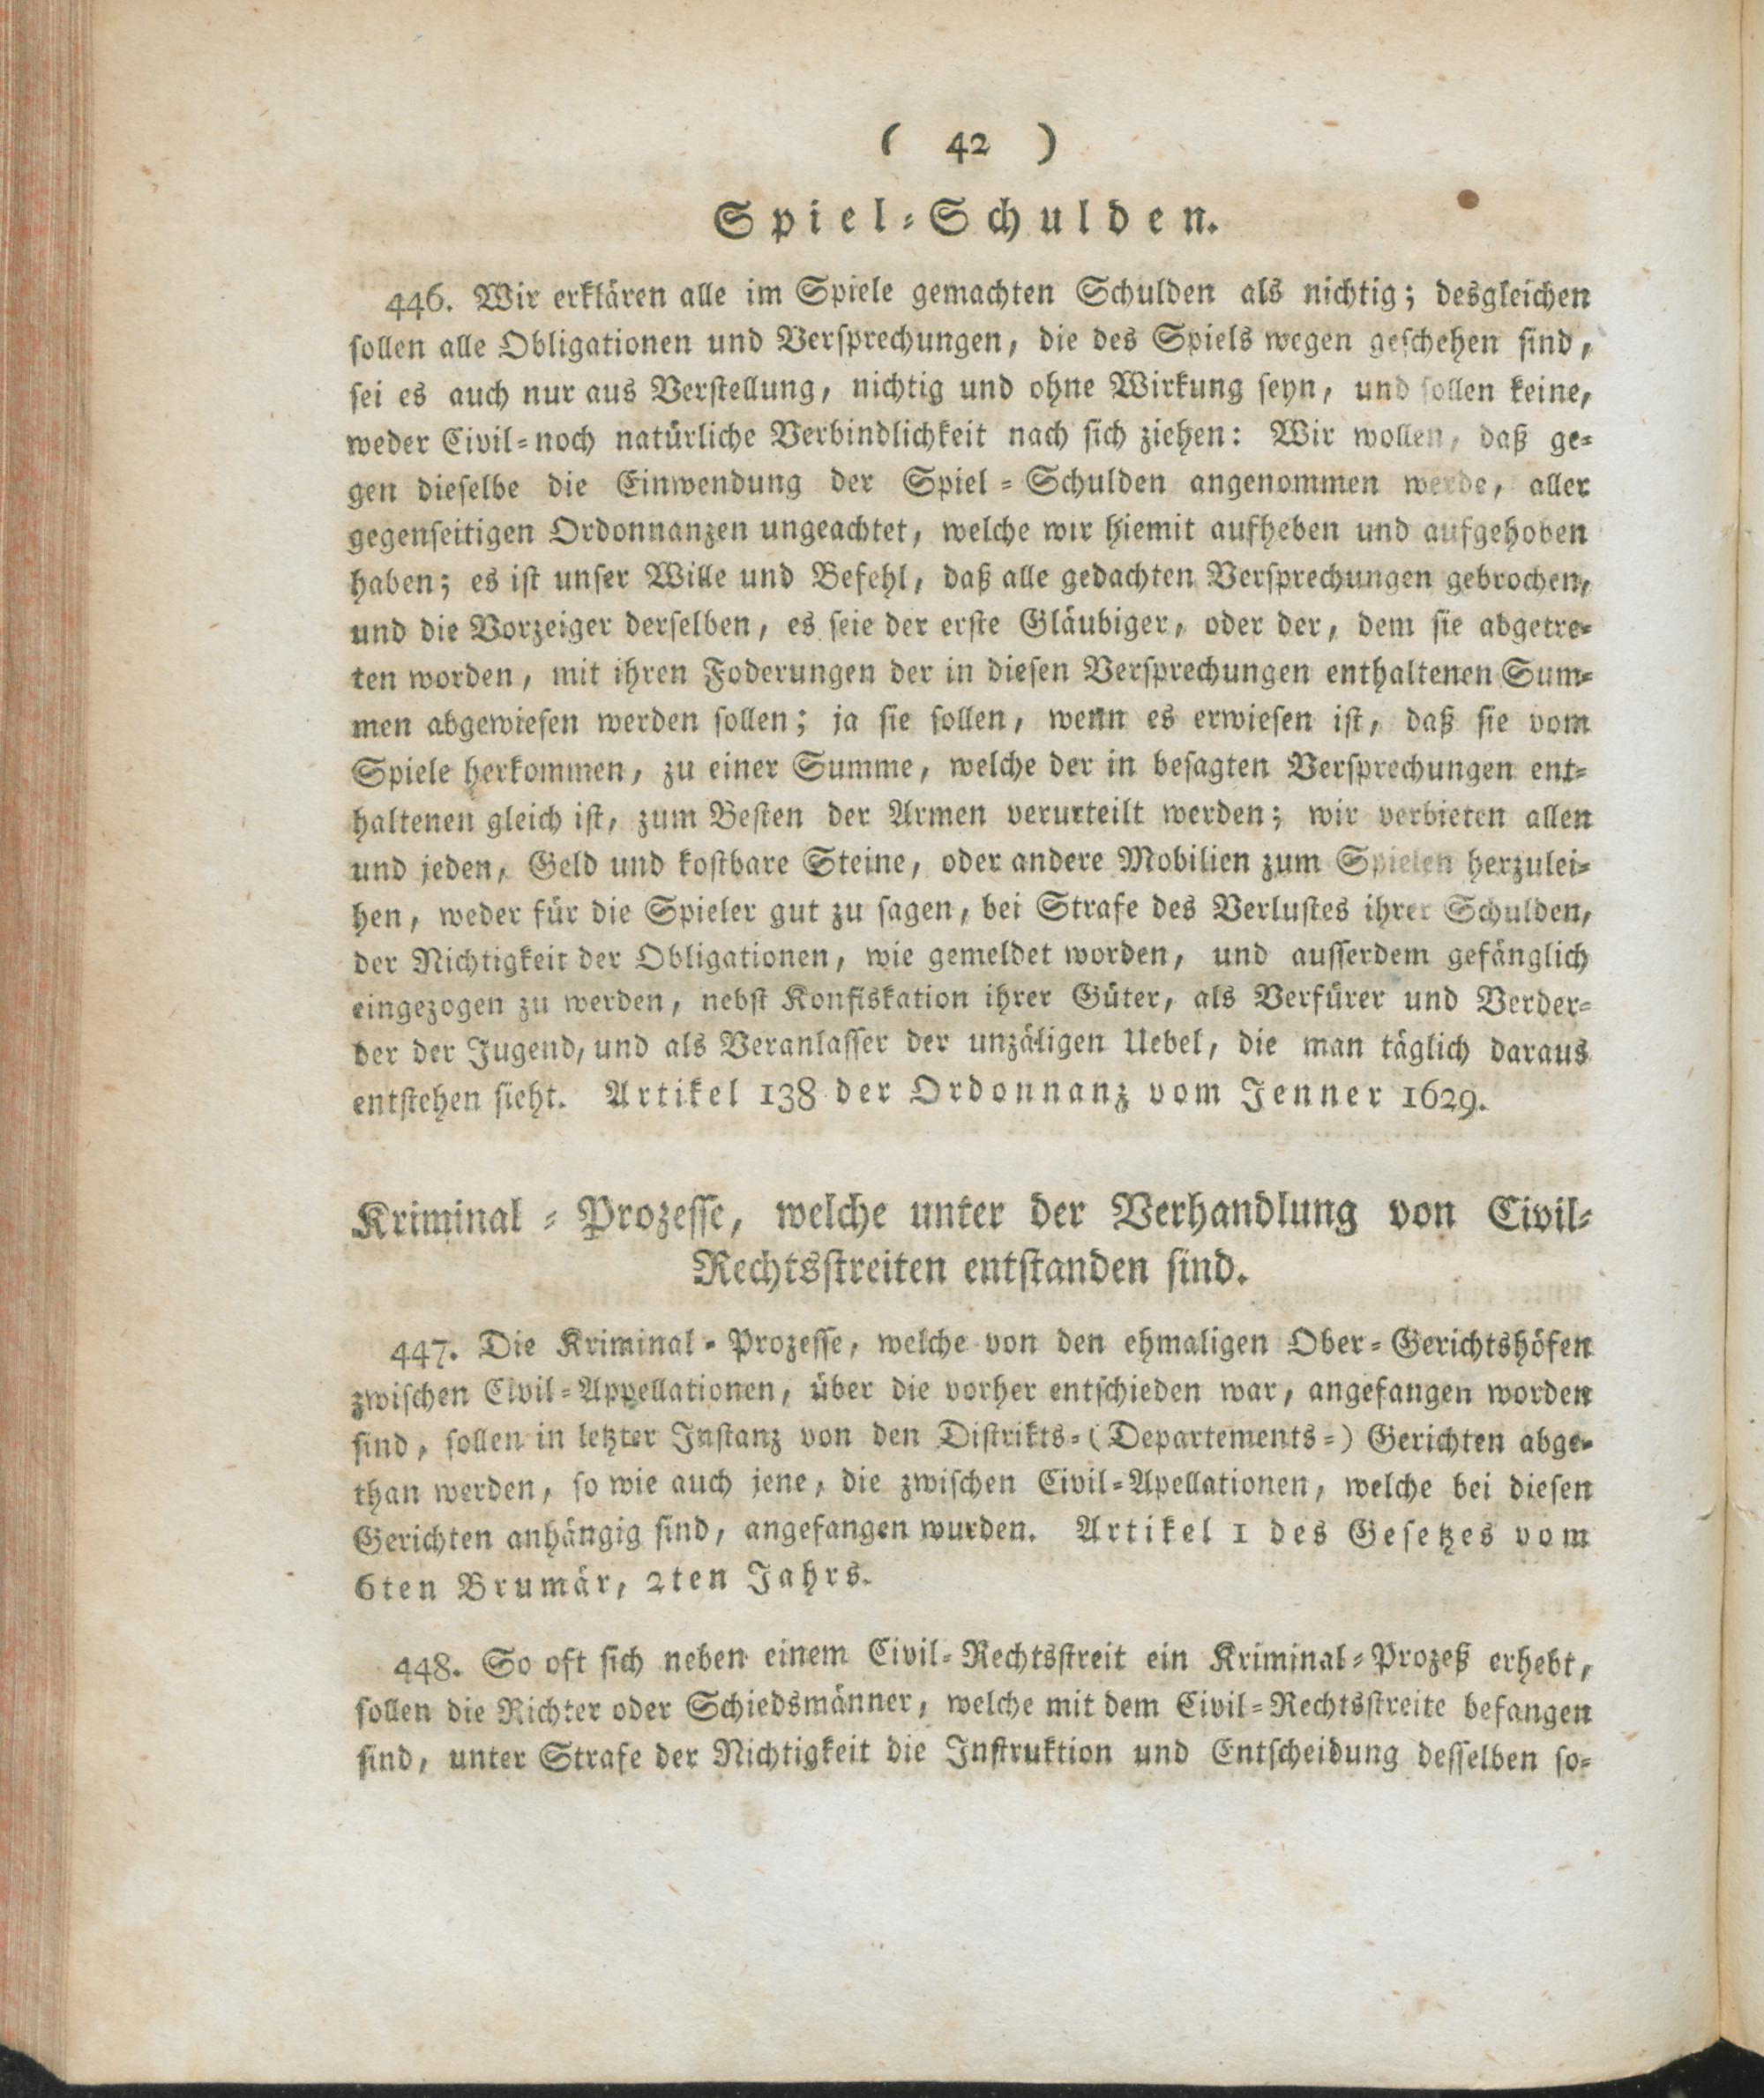 ( 42 )
Spiel-Schulden.
446. Wir erklären alle im Spiele gemachten Schulden als nichtig; desgleichen
sollen alle Obligationen und Versprechungen, die des Spiels wegen geschehen sind,
sei es auch nur aus Verstellung, nichtig und ohne Wirkung seyn, und sollen keine,
weder Civil-noch natürliche Verbindlichkeit nach sich ziehen: Wir wollen, daß ge-
gen dieselbe die Einwendung der Spiel-Schulden angenommen werde, aller
gegenseitigen Ordonnanzen ungeachtet, welche wir hiemit aufheben und aufgehoben
haben; es ist unser Wille und Befehl, daß alle gedachten Versprechungen gebrochen,
und die Vorzeiger derselben, es seie der erste Gläubiger, oder der, dem sie abgetre-
ten worden, mit ihren Foderungen der in diesen Versprechungen enthaltenen Sum-
men abgewiesen werden sollen; ja sie sollen, wenn es erwiesen ist, daß sie vom
Spiele herkommen, zu einer Summe, welche der in besagten Versprechungen ent-
haltenen gleich ist, zum Besten der Armen verurteilt werden; wir verbieten allen
und jeden, Geld und kostbare Steine, oder andere Mobilien zum Spielen herzulei-
hen, weder für die Spieler gut zu sagen, bei Strafe des Verlustes ihrer Schulden,
der Nichtigkeit der Obligationen, wie gemeldet worden, und ausserdem gefänglich
eingezogen zu werden, nebst Konfiskation ihrer Güter, als Verfürer und Verder-
ber der Jugend, und als Veranlasser der unzäligen Uebel, die man täglich daraus
entstehen sieht. Artikel 138 der Ordonnanz vom Jenner 1629.
Kriminal-Prozesse, welche unter der Verhandlung von Civil-
Rechtsstreiten entstanden sind.
447. Die Kriminal-Prozesse, welche von den ehmaligen Ober-Gerichtshöfen
zwischen Civil-Appellationen, über die vorher entschieden war, angefangen worden
sind, sollen in letzter Instanz von den Distrikts-(Departements-) Gerichten abge-
than werden, so wie auch jene, die zwischen Civil-Apellationen, welche bei diesen
Gerichten anhängig sind, angefangen wurden. Artikel 1 des Gesetzes vom
6ten Brumär, 2ten Jahrs.
448. So oft sich neben einem Civil-Rechtsstreit ein Kriminal-Prozeß erhebt,
sollen die Richter oder Schiedsmänner, welche mit dem Civil-Rechtsstreite befangen
sind, unter Strafe der Nichtigkeit die Instruktion und Entscheidung desselben so-